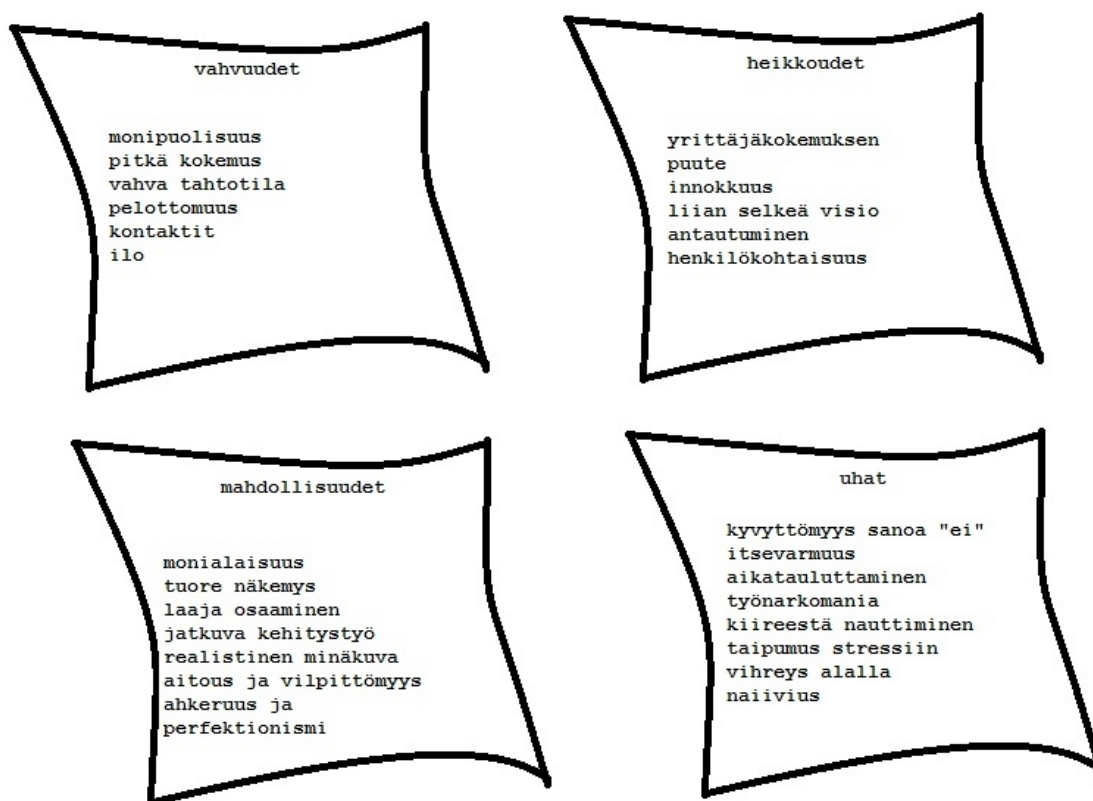 vahvuudet
monipuolisuus
pitkä kokemus
vahva tahtotila
pelottomuus
kontaktit
ilo
heikkoudet
yrittäjäkokemuksen
puute
innokkuus
liian selkeä visio
antautuminen
henkilökohtaisuus
mahdollisuudet
monialaisuus
tuore näkemys
laaja osaaminen
jatkuva kehitystyö
realistinen minäkuva
aitous ja vilpittömyys
ahkeruus ja
perfektionismi
uhat
kyvyttömyys sanoa "ei"
itsevarmuus
aikatauluttaminen
työnarkomania
kiireestä nauttiminen
taipumus stressiin
vihreys alalla
naiivius